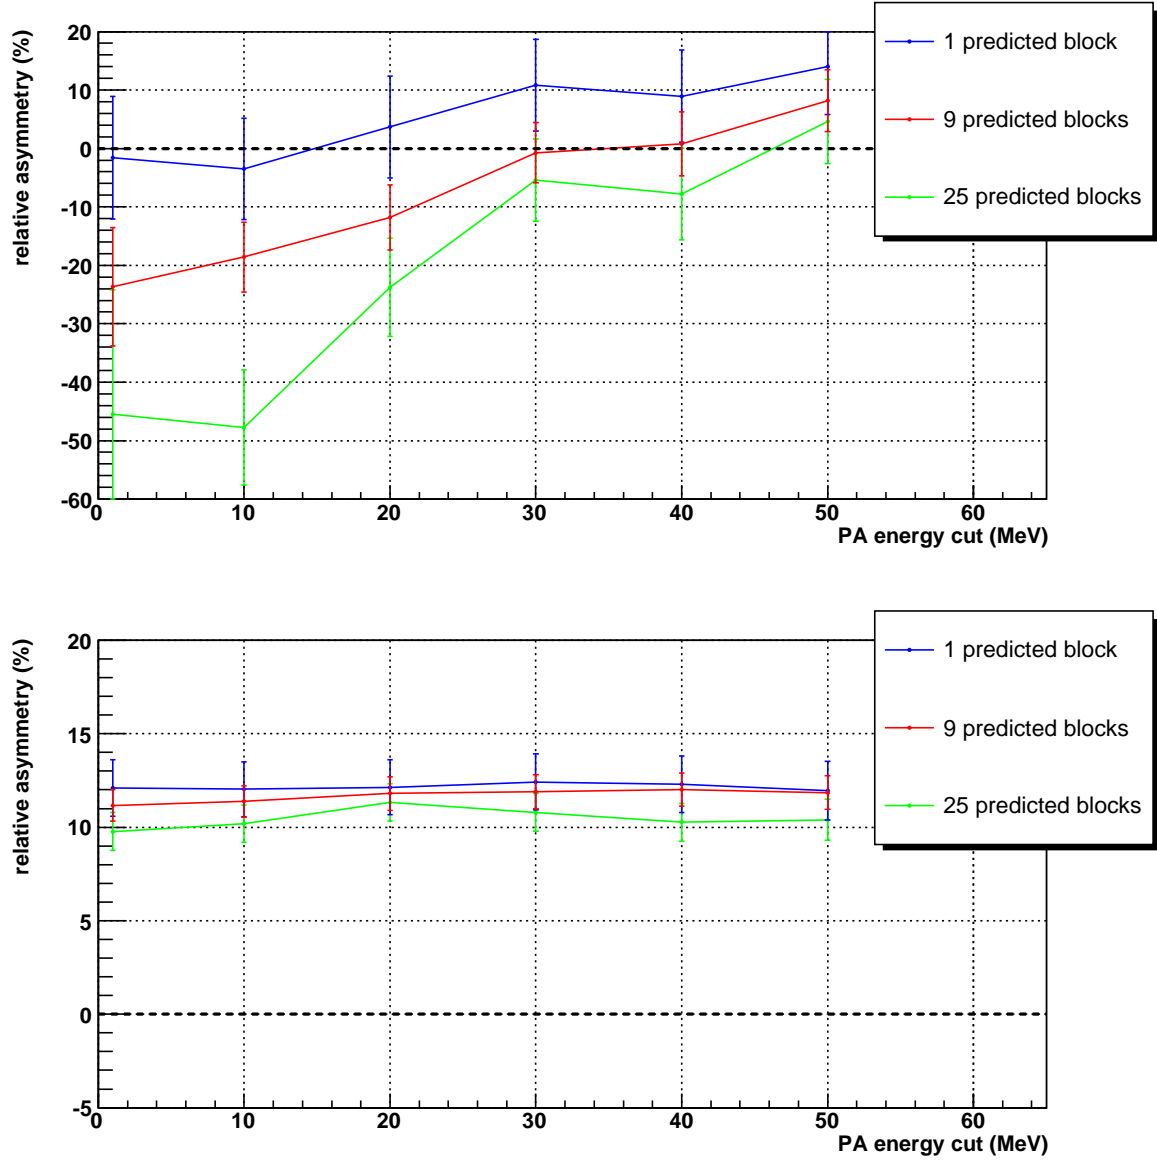 relative asymmetry (%)
20
10
0
-10
-20
-30
-40
-50
-60
0
10
20
30
40
50
60
PA energy cut (MeV)
1 predicted block
9 predicted blocks
25 predicted blocks
relative asymmetry (%)
20
15
10
5
0
-5
0
10
20
30
40
50
60
PA energy cut (MeV)
1 predicted block
9 predicted blocks
25 predicted blocks